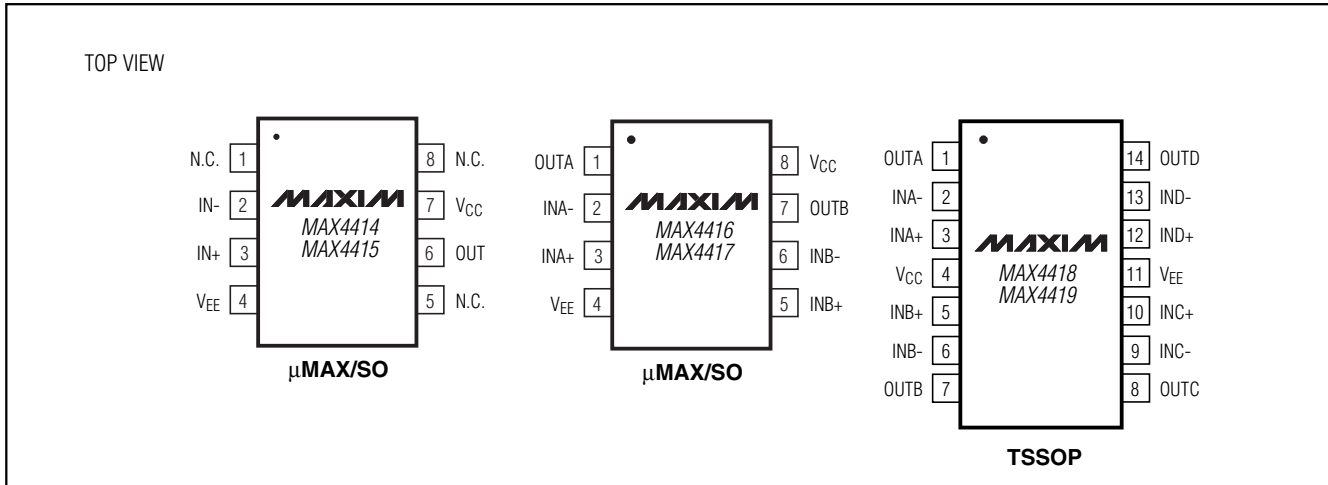 TOP VIEW
N.C. 1
IN- 2
IN+ 3
VEE 4
MAXIM
MAX4414
MAX4415
8 N.C.
7 VCC
6 OUT
5 N.C.
μMAX/SO
OUTA 1
INA- 2
INA+ 3
VEE 4
MAXIM
MAX4416
MAX4417
8 VCC
7 OUTB
6 INB-
5 INB+
μMAX/SO
OUTA 1
INA- 2
INA+ 3
VCC 4
INB+ 5
INB- 6
OUTB 7
MAXIM
MAX4418
MAX4419
14 OUTD
13 IND-
12 IND+
11 VEE
10 INC+
9 INC-
8 OUTC
TSSOP